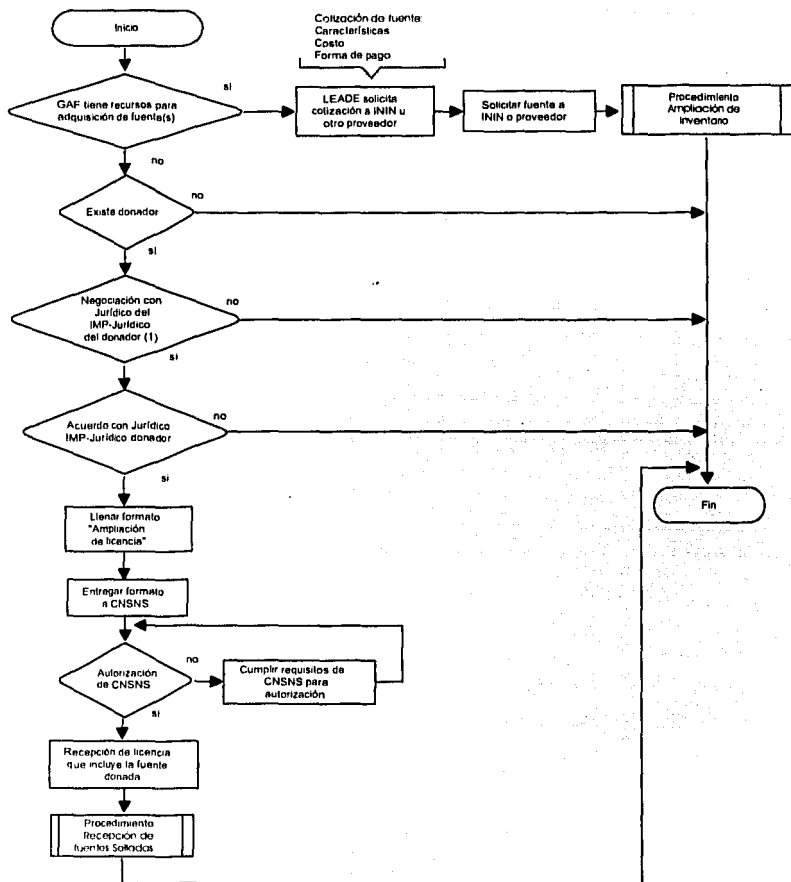 Inicio
Cotización de fuente:
Características
Costo
Forma de pago
GAF tiene recursos para
adquisición de fuente(s)
si
LEADE solicita
cotización a ININ u
otro proveedor
Solicitar fuente a
ININ o proveedor
Procedimiento
Ampliación de
Inventario
no
Existe donador
no
si
Negociación con
Jurídico del
IMP-Jurídico
del donador (1)
no
si
Acuerdo con Jurídico
IMP-Jurídico donador
no
si
Llenar formato
"Ampliación
de licencia"
Fin
Entregar formato
a CNSNS
Autorización
de CNSNS
no
Cumplir requisitos de
CNSNS para
autorización
si
Recepción de licencia
que incluye la fuente
donada
Procedimiento
Recepción de
fuentes Selladas